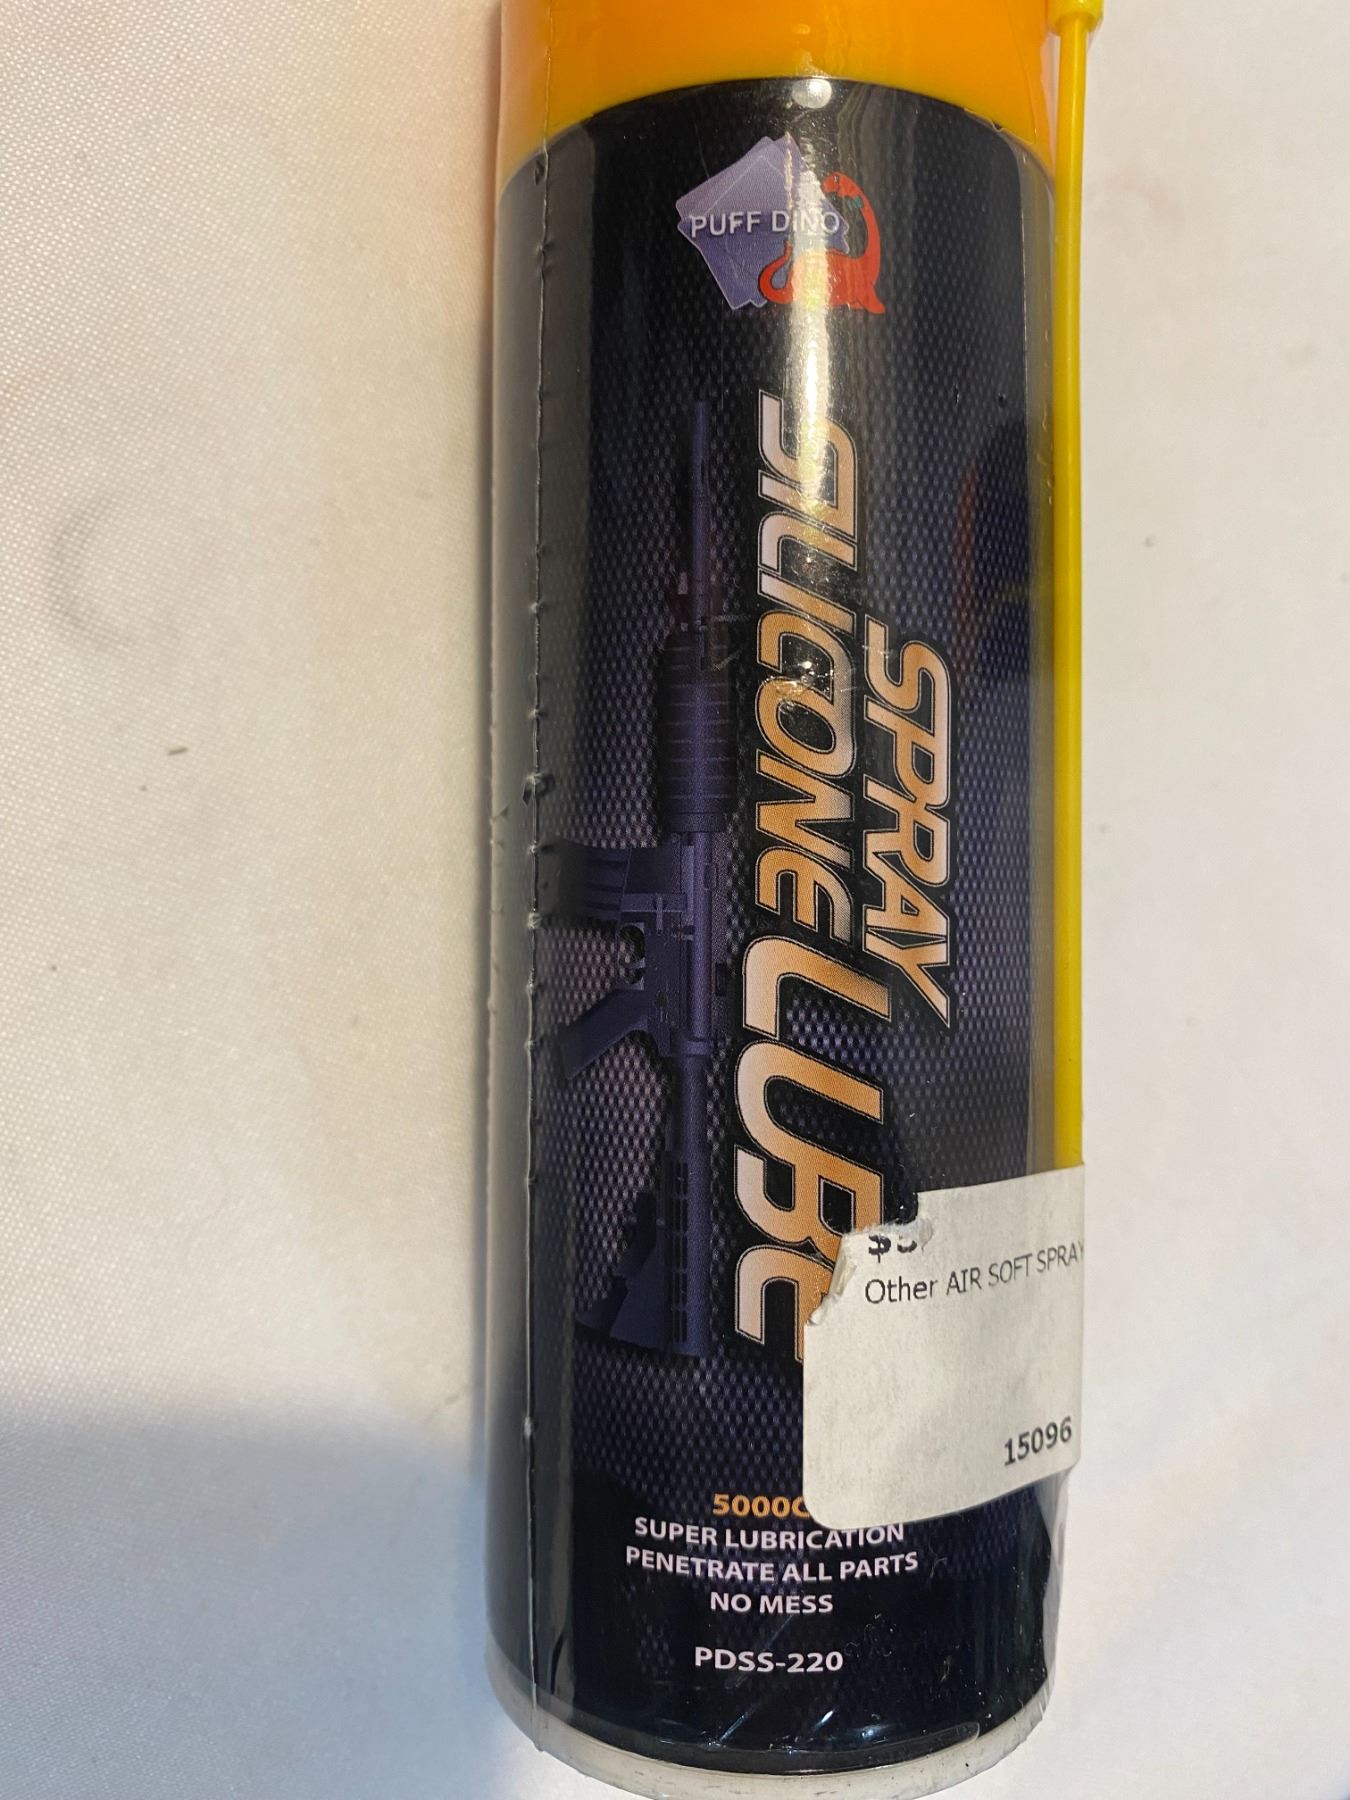 PUFF DINO
SPRAY
SILICONE LUBE
Other AIR SOFT SPRAY
15096
SUPER LUBRICATION
PENETRATE ALL PARTS
NO MESS
PDSS-220